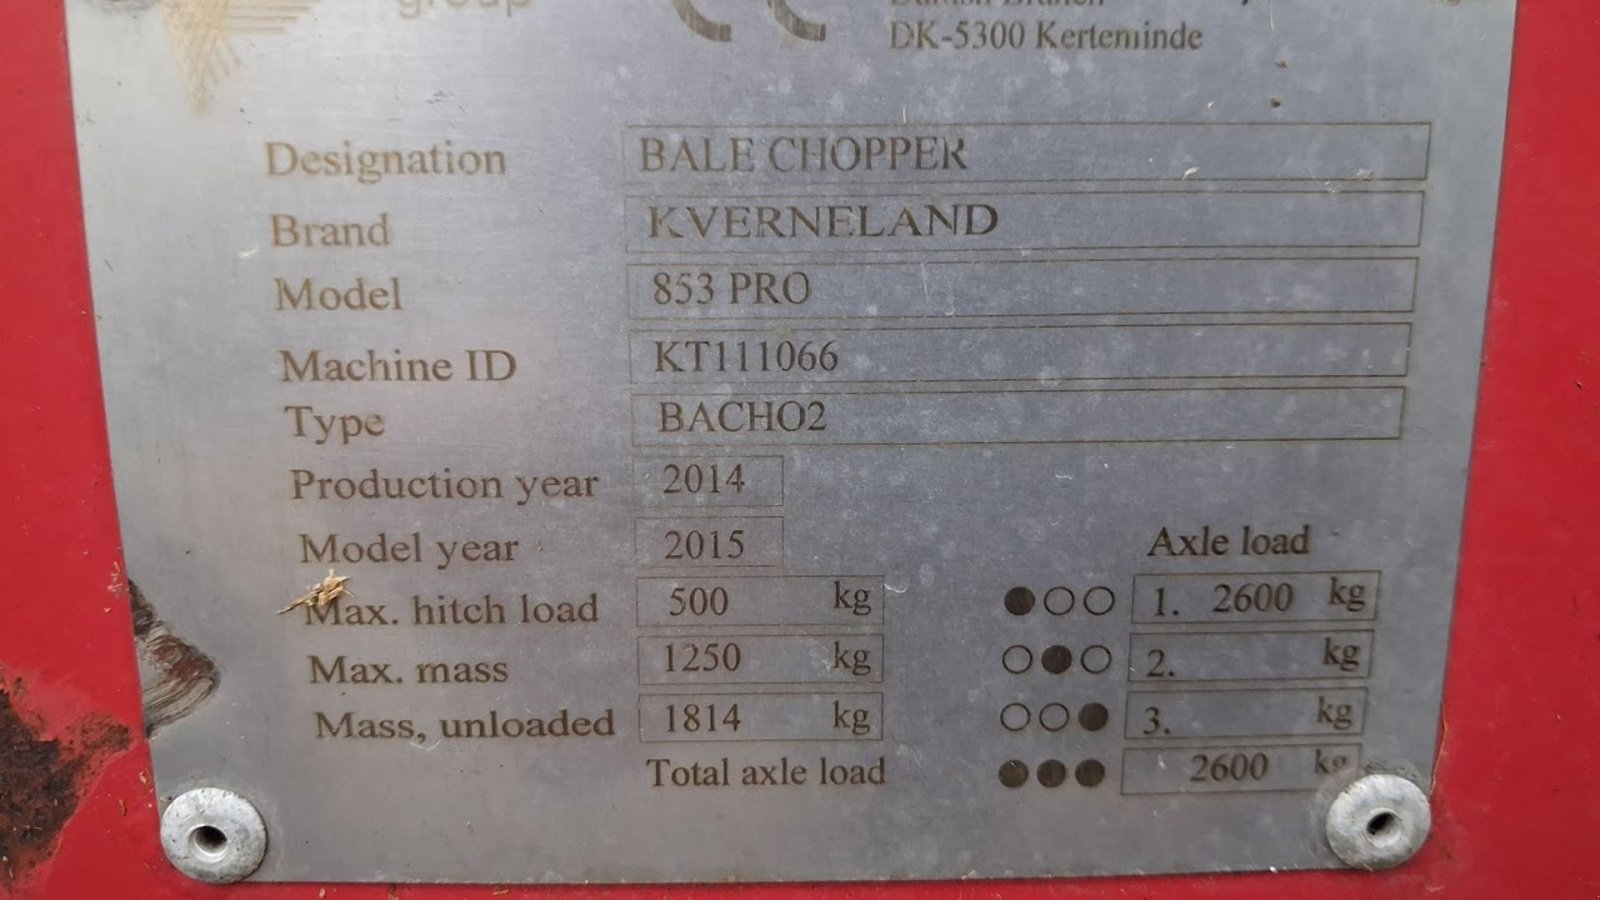 group CE
DK-5300 Kerteminde
Designation BALE CHOPPER
Brand KVERNELAND
Model 853 PRO
Machine ID KT111066
Type BACHO2
Production year 2014
Model year 2015 Axle load
Max. hitch load 500 kg 1. 2600 kg
Max. mass 1250 kg 2. kg
Mass, unloaded 1814 kg 3. kg
Total axle load 2600 kg